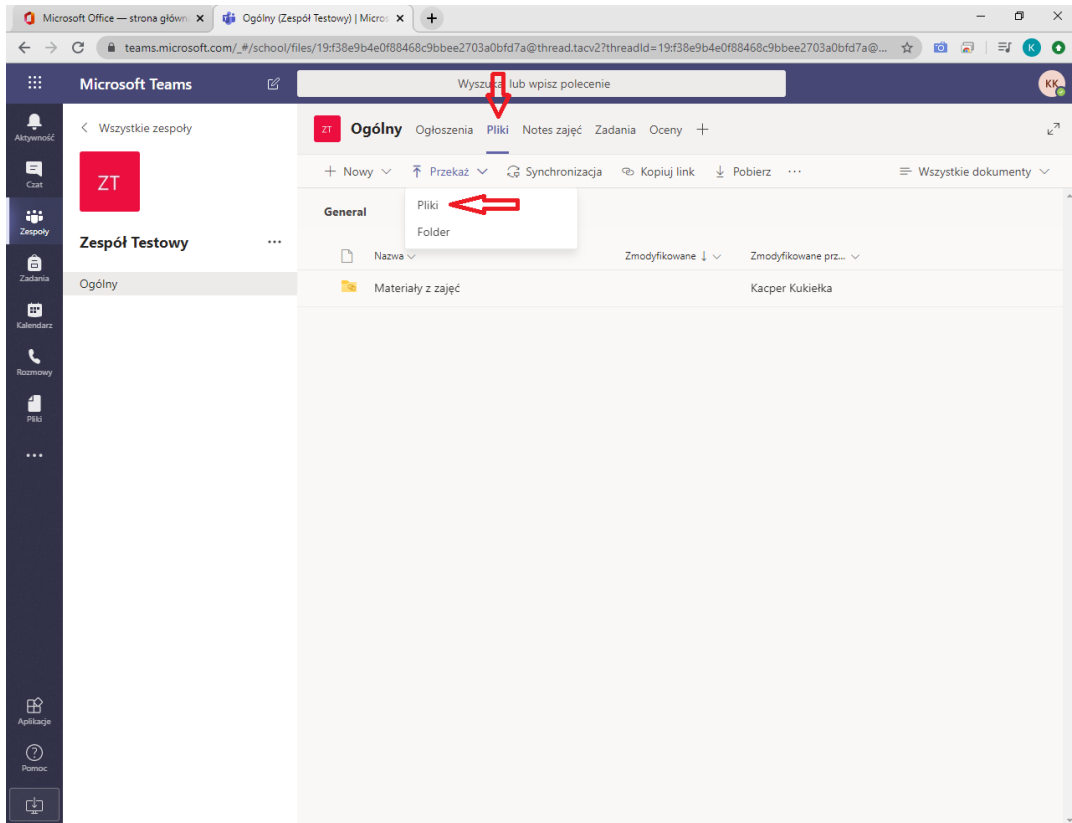 Microsoft Office — strona główn
Ogólny (Zespół Testowy) | Micros
teams.microsoft.com/_#/school/files/19:f38e9b4e0f88468c9bbee2703a0bfd7a@thread.tacv2?threadId=19:f38e9b4e0f88468c9bbee2703a0bfd7a@...
K
Microsoft Teams
Wyszukaj lub wpisz polecenie
KK
Aktywność
Czat
Zespoły
Zadania
Kalendarz
Rozmowy
Pliki
Aplikacje
Pomoc
Wszystkie zespoły
ZT
Zespół Testowy
Ogólny
ZT Ogólny Ogłoszenia Pliki Notes zajęć Zadania Oceny
Nowy Przekaż Synchronizacja Kopiuj link Pobierz ... Wszystkie dokumenty
Pliki
Folder
General
Nazwa Zmodyfikowane Zmodyfikowane prz...
Materiały z zajęć Kacper Kukiełka